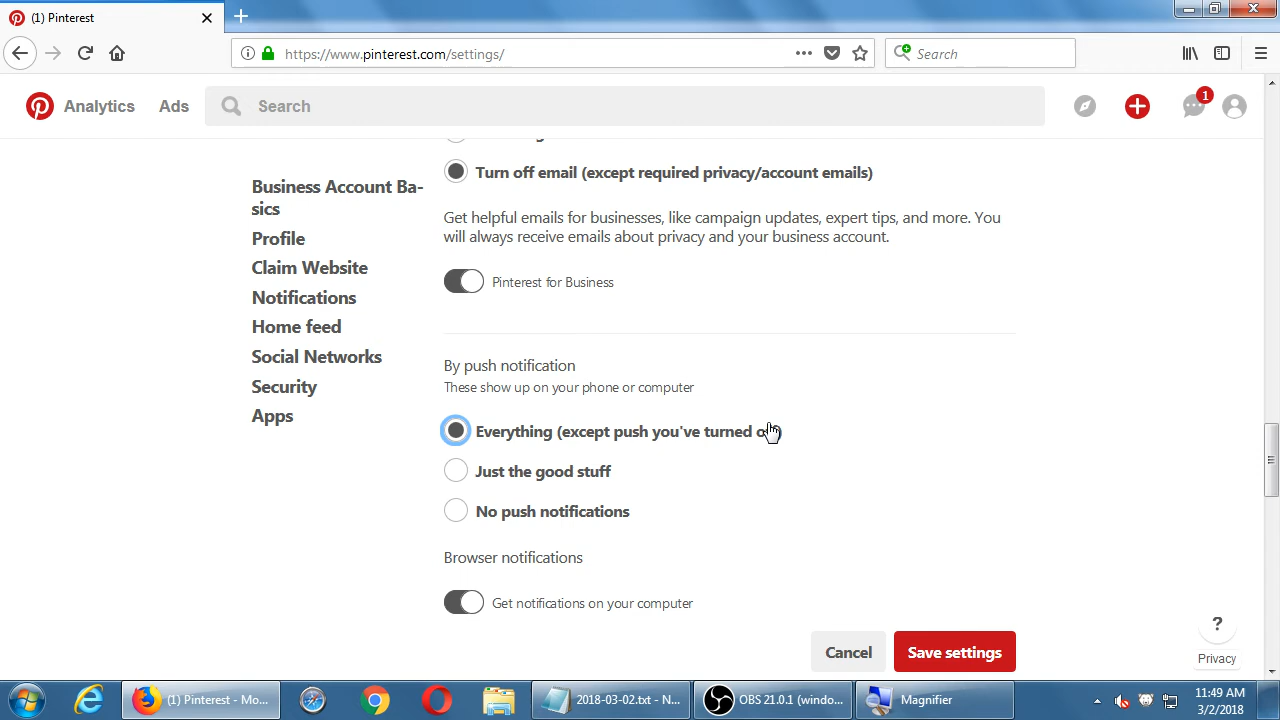 (1) Pinterest
https://www.pinterest.com/settings/
Search
Analytics
Ads
Search
1
Turn off email (except required privacy/account emails)
Business Account Ba-
sics
Profile
Claim Website
Notifications
Home feed
Social Networks
Security
Apps
Get helpful emails for businesses, like campaign updates, expert tips, and more. You
will always receive emails about privacy and your business account.
Pinterest for Business
By push notification
These show up on your phone or computer
Everything (except push you've turned
Just the good stuff
No push notifications
Browser notifications
Get notifications on your computer
Cancel
Save settings
?
Privacy
(1) Pinterest - Mo...
2018-03-02.txt - N...
OBS 21.0.1 (windo...
Magnifier
11:49 AM
3/2/2018